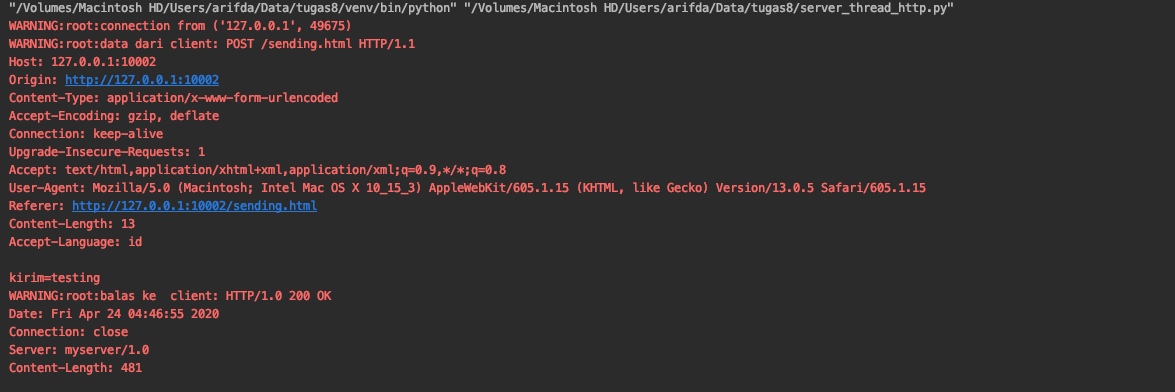 "/Volumes/Macintosh HD/Users/arifda/Data/tugas8/venv/bin/python" "/Volumes/Macintosh HD/Users/arifda/Data/tugas8/server_thread_http.py"
WARNING:root:connection from ('127.0.0.1', 49675)
WARNING:root:data dari client: POST /sending.html HTTP/1.1
Host: 127.0.0.1:10002
Origin: http://127.0.0.1:10002
Content-Type: application/x-www-form-urlencoded
Accept-Encoding: gzip, deflate
Connection: keep-alive
Upgrade-Insecure-Requests: 1
Accept: text/html,application/xhtml+xml,application/xml;q=0.9,*/*;q=0.8
User-Agent: Mozilla/5.0 (Macintosh; Intel Mac OS X 10_15_3) AppleWebKit/605.1.15 (KHTML, like Gecko) Version/13.0.5 Safari/605.1.15
Referer: http://127.0.0.1:10002/sending.html
Content-Length: 13
Accept-Language: id

kirim=testing
WARNING:root:balas ke  client: HTTP/1.0 200 OK
Date: Fri Apr 24 04:46:55 2020
Connection: close
Server: myserver/1.0
Content-Length: 481